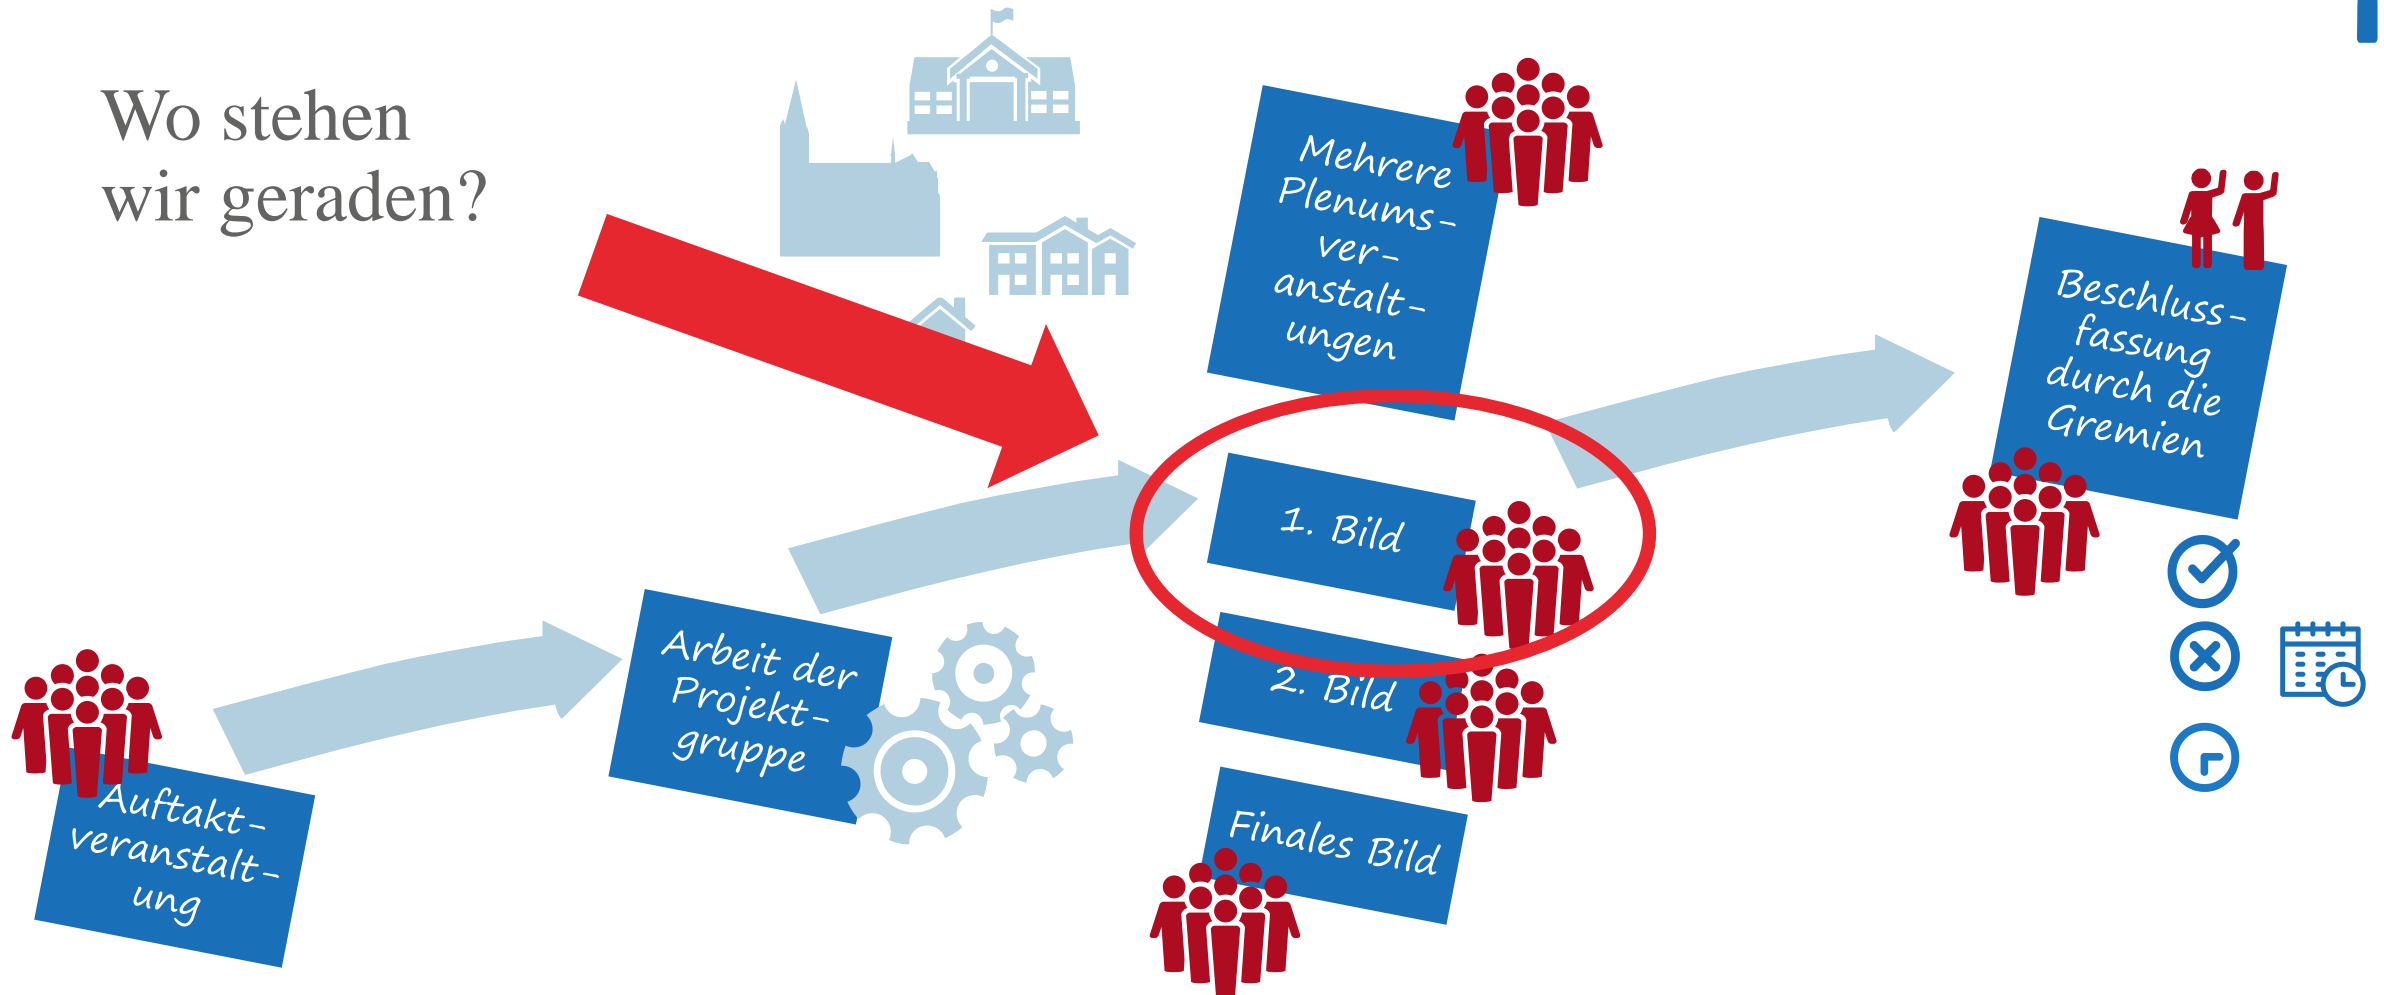 Wo stehen
wir geraden?
Mehrere
Plenums-
ver-
anstalt-
ungen
Beschluss-
fassung
durch die
Gremien
1. Bild
Arbeit der
Projekt-
gruppe
2. Bild
Auftakt-
veranstalt-
ung
Finales Bild